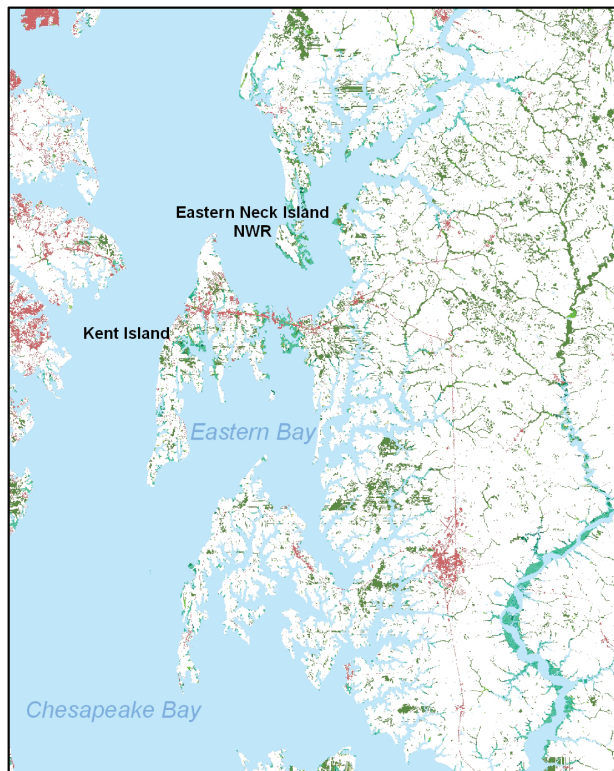 Eastern Neck Island
NWR
Kent Island
Eastern Bay
Chesapeake Bay